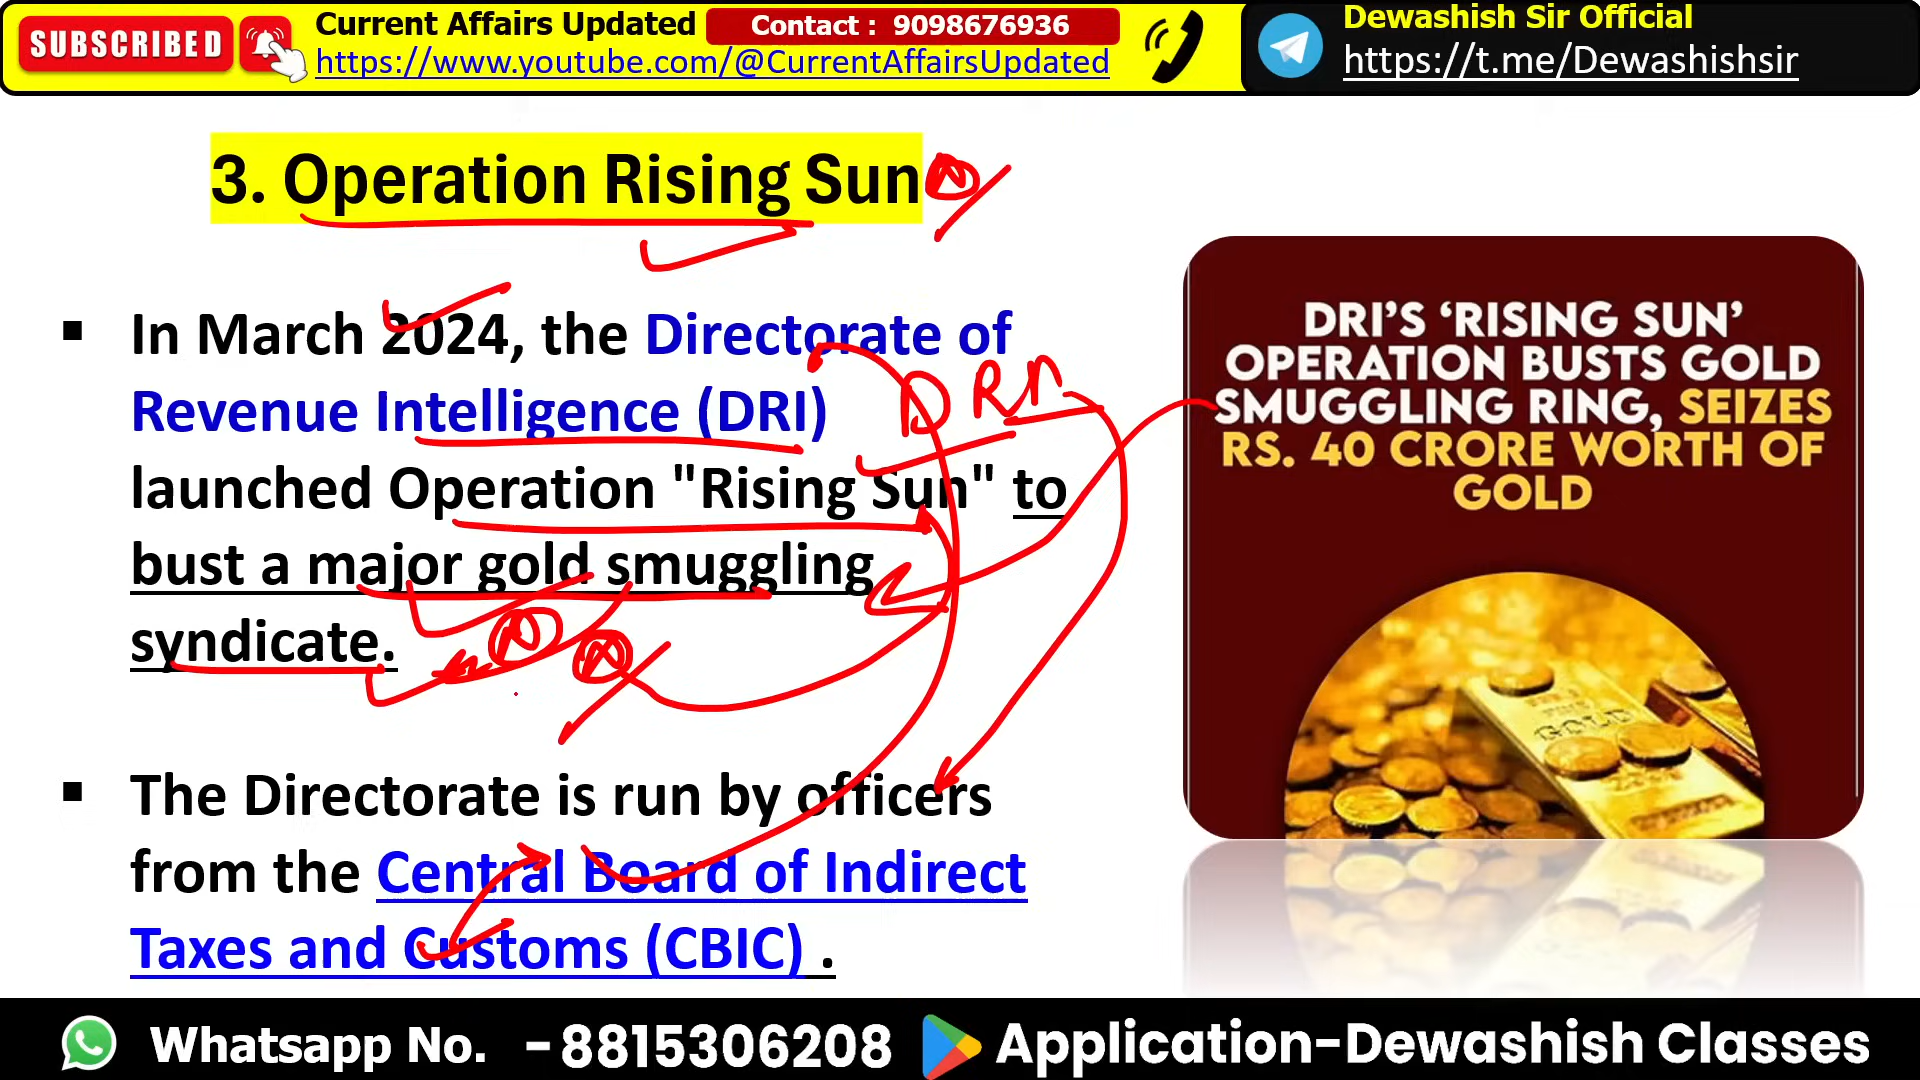 SUBSCRIBED
Current Affairs Updated
Contact : 9098676936
https://www.youtube.com/@CurrentAffairsUpdated
Dewashish Sir Official
https://t.me/Dewashishsir
3. Operation Rising Sun
▪ In March 2024, the Directorate of
Revenue Intelligence (DRI)
DRI
launched Operation "Rising Sun" to
bust a major gold smuggling
syndicate.
▪ The Directorate is run by officers
from the Central Board of Indirect
Taxes and Customs (CBIC) .
DRI'S ‘RISING SUN’
OPERATION BUSTS GOLD
SMUGGLING RING, SEIZES
RS. 40 CRORE WORTH OF
GOLD
Whatsapp No. -8815306208
Application-Dewashish Classes